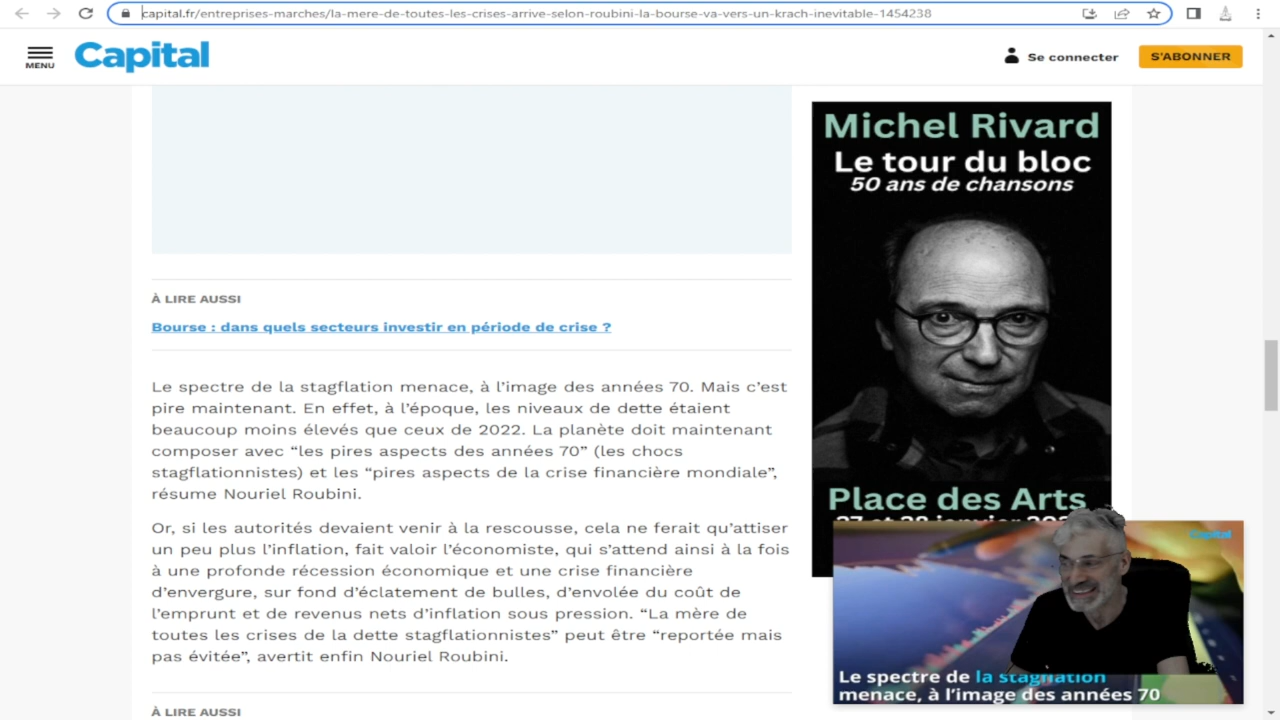 capital.fr/entreprises-marches/la-mere-de-toutes-les-crises-arrive-selon-roubini-la-bourse-va-vers-un-krach-inevitable-1454238
MENU
Capital
Se connecter
S'ABONNER
À LIRE AUSSI
Bourse : dans quels secteurs investir en période de crise ?
Le spectre de la stagflation menace, à l'image des années 70. Mais c'est
pire maintenant. En effet, à l'époque, les niveaux de dette étaient
beaucoup moins élevés que ceux de 2022. La planète doit maintenant
composer avec “les pires aspects des années 70” (les chocs
stagflationnistes) et les “pires aspects de la crise financière mondiale”,
résume Nouriel Roubini.
Or, si les autorités devaient venir à la rescousse, cela ne ferait qu'attiser
un peu plus l'inflation, fait valoir l'économiste, qui s'attend ainsi à la fois
à une profonde récession économique et une crise financière
d'envergure, sur fond d'éclatement de bulles, d'envolée du coût de
l'emprunt et de revenus nets d'inflation sous pression. “La mère de
toutes les crises de la dette stagflationnistes” peut être “reportée mais
pas évitée”, avertit enfin Nouriel Roubini.
À LIRE AUSSI
Michel Rivard
Le tour du bloc
50 ans de chansons
Place des Arts
27 et 28 janvier
Capital
Le spectre de la stagflation
menace, à l'image des années 70